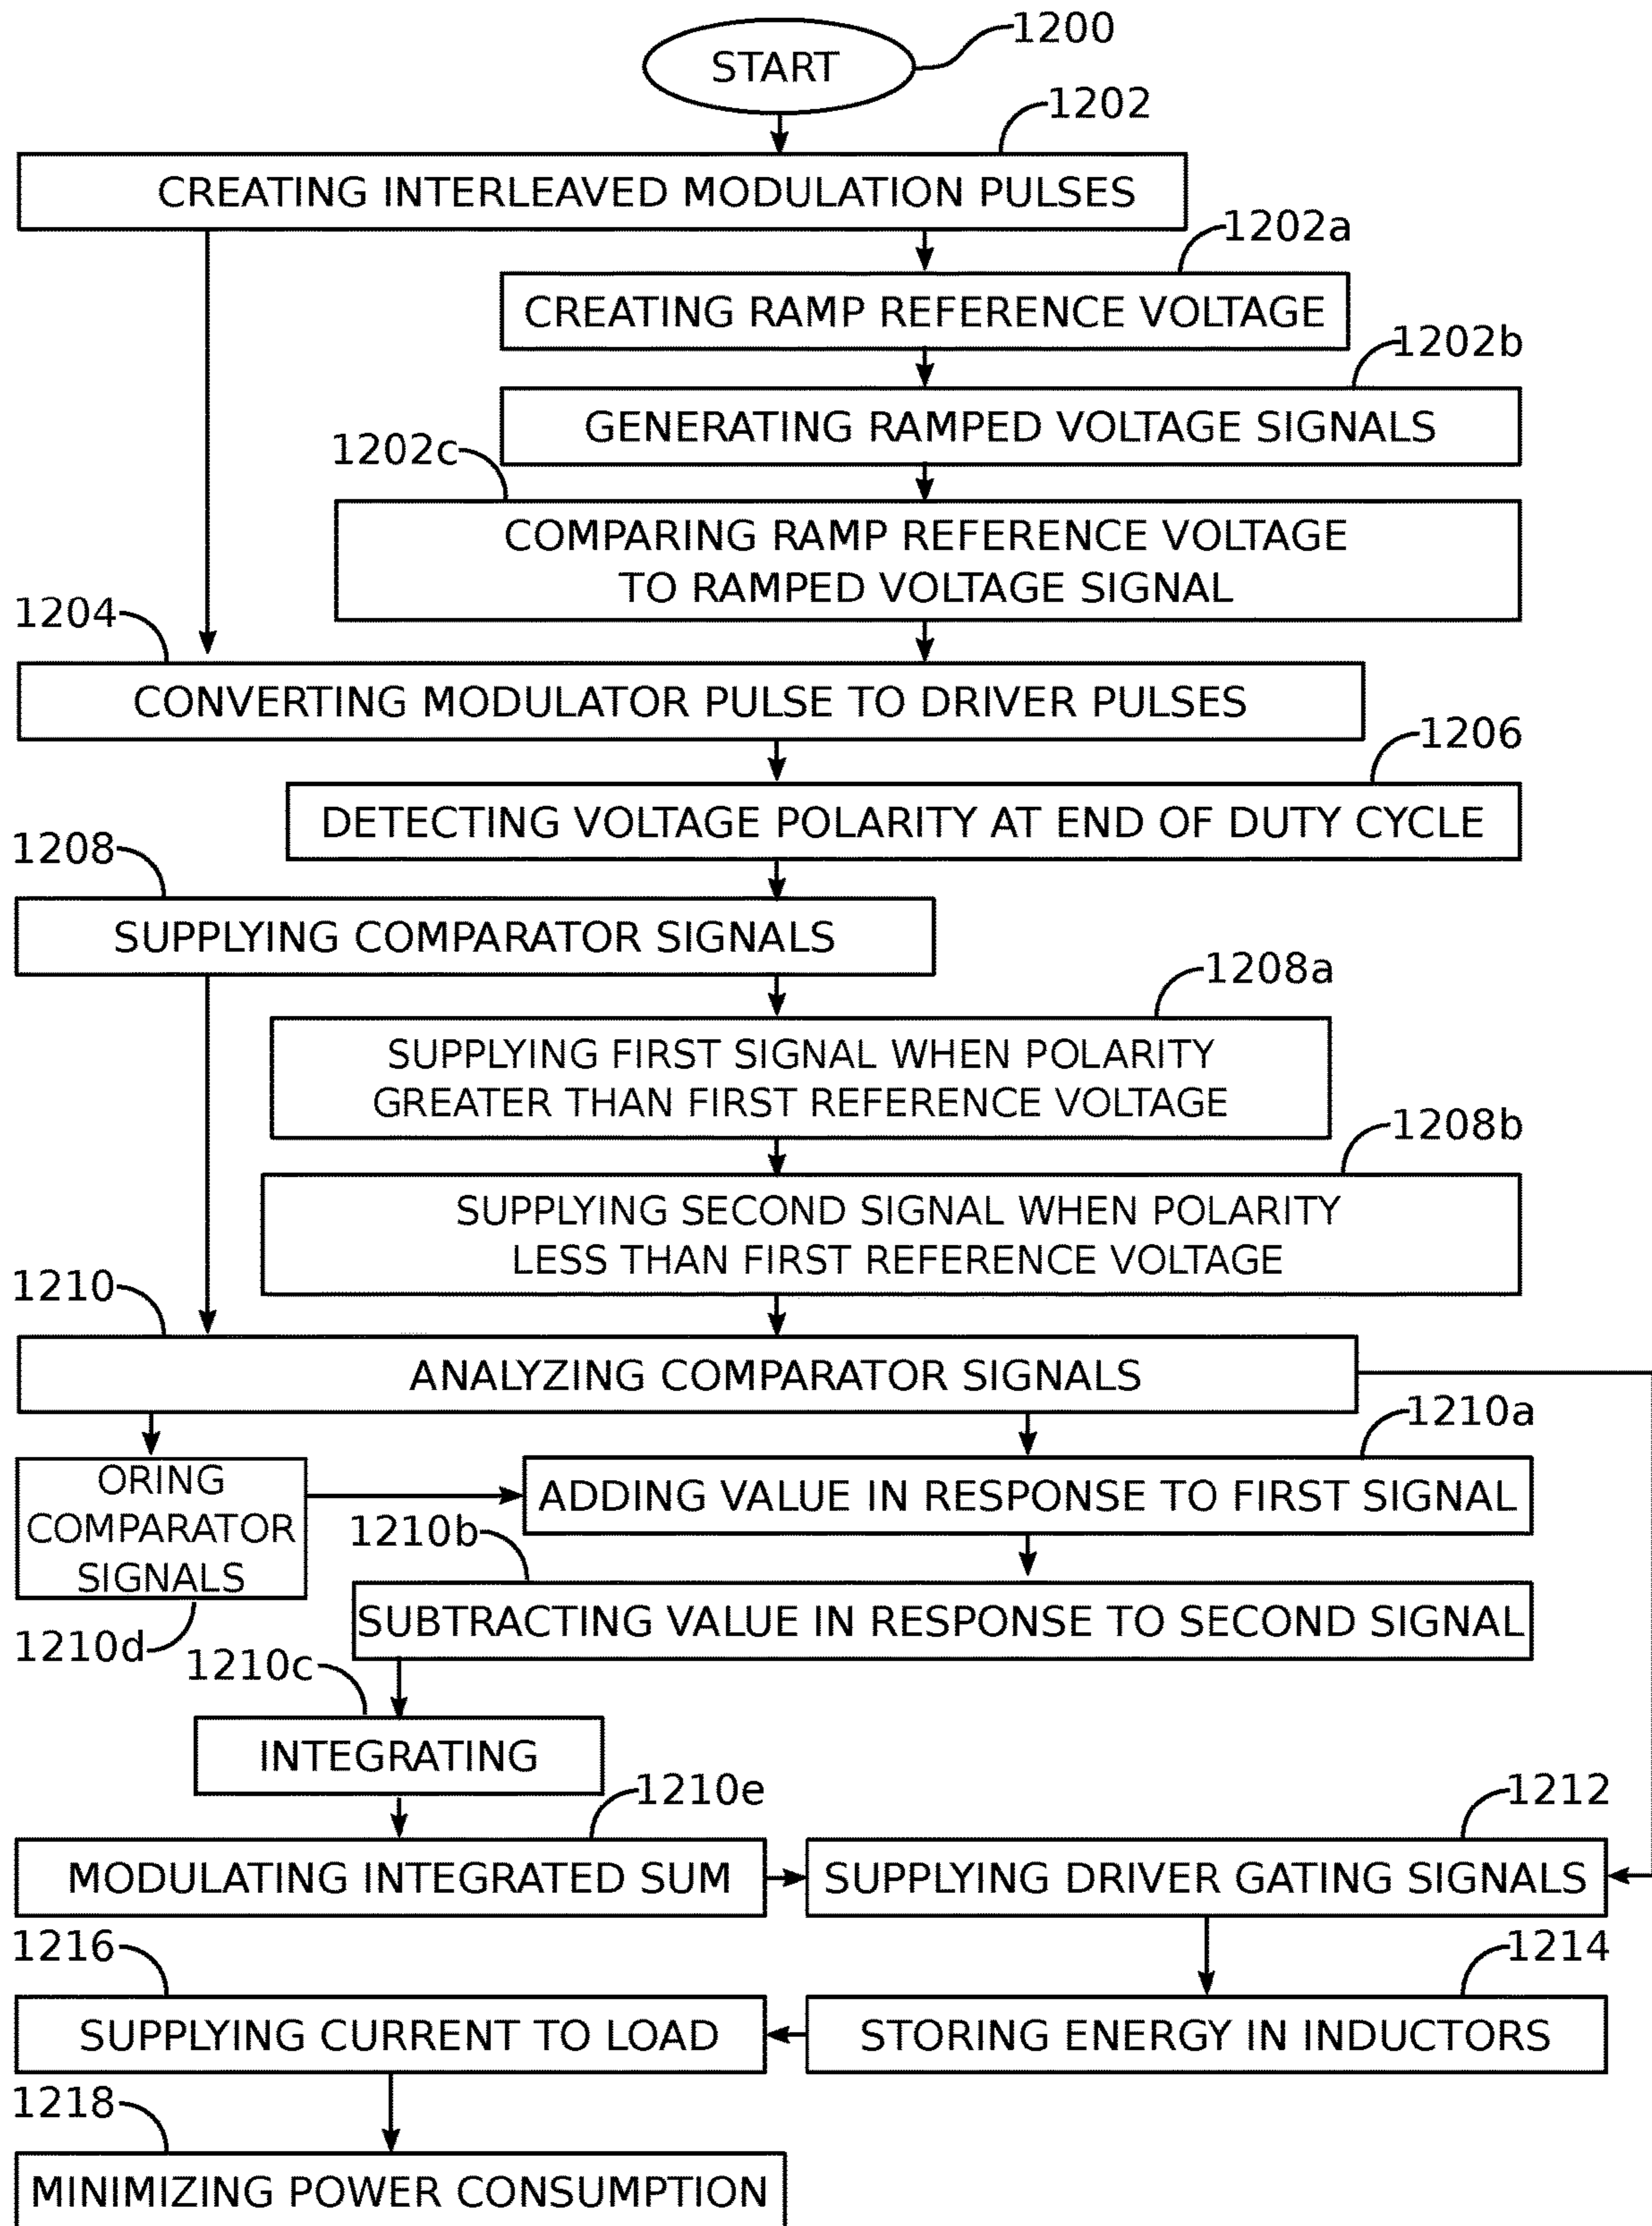 START
1200
1202
CREATING INTERLEAVED MODULATION PULSES
1202a
CREATING RAMP REFERENCE VOLTAGE
1202b
GENERATING RAMPED VOLTAGE SIGNALS
1202c
COMPARING RAMP REFERENCE VOLTAGE
TO RAMPED VOLTAGE SIGNAL
1204
CONVERTING MODULATOR PULSE TO DRIVER PULSES
1206
DETECTING VOLTAGE POLARITY AT END OF DUTY CYCLE
1208
SUPPLYING COMPARATOR SIGNALS
1208a
SUPPLYING FIRST SIGNAL WHEN POLARITY
GREATER THAN FIRST REFERENCE VOLTAGE
1208b
SUPPLYING SECOND SIGNAL WHEN POLARITY
LESS THAN FIRST REFERENCE VOLTAGE
1210
ANALYZING COMPARATOR SIGNALS
1210a
ORING
COMPARATOR
SIGNALS
ADDING VALUE IN RESPONSE TO FIRST SIGNAL
1210b
SUBTRACTING VALUE IN RESPONSE TO SECOND SIGNAL
1210d
1210c
INTEGRATING
1210e
1212
MODULATING INTEGRATED SUM
SUPPLYING DRIVER GATING SIGNALS
1216
1214
SUPPLYING CURRENT TO LOAD
STORING ENERGY IN INDUCTORS
1218
MINIMIZING POWER CONSUMPTION